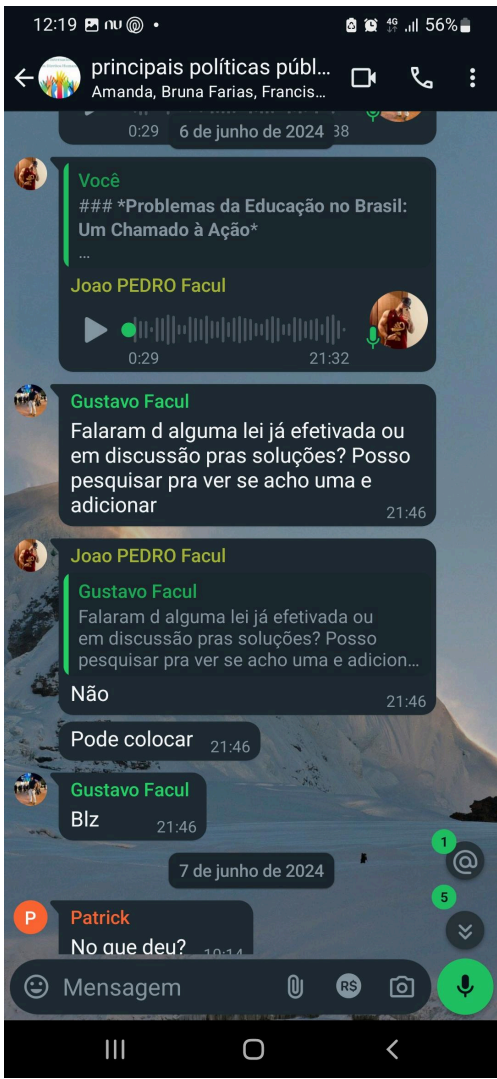 12:19
4G 56%
principais políticas públ...
Amanda, Bruna Farias, Francis...
0:29
6 de junho de 2024
38
Você
### *Problemas da Educação no Brasil:
Um Chamado à Ação*
...
Joao PEDRO Facul
0:29 21:32
Gustavo Facul
Falaram d alguma lei já efetivada ou
em discussão pras soluções? Posso
pesquisar pra ver se acho uma e
adicionar
21:46
Joao PEDRO Facul
Gustavo Facul
Falaram d alguma lei já efetivada ou
em discussão pras soluções? Posso
pesquisar pra ver se acho uma e adicion...
Não
21:46
Pode colocar 21:46
Gustavo Facul
Blz
21:46
1
@
7 de junho de 2024
5
P
Patrick
No que deu? 10:14
Mensagem
R$